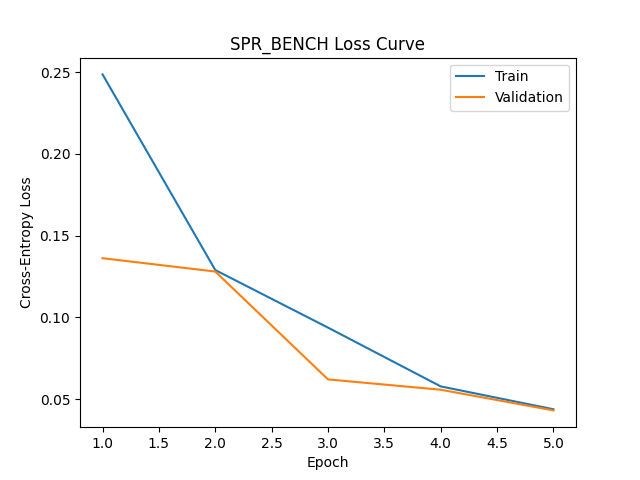 SPR_BENCH Loss Curve
Train
Validation
0.25
0.20
0.15
0.10
0.05
Cross-Entropy Loss
1.0 1.5 2.0 2.5 3.0 3.5 4.0 4.5 5.0
Epoch